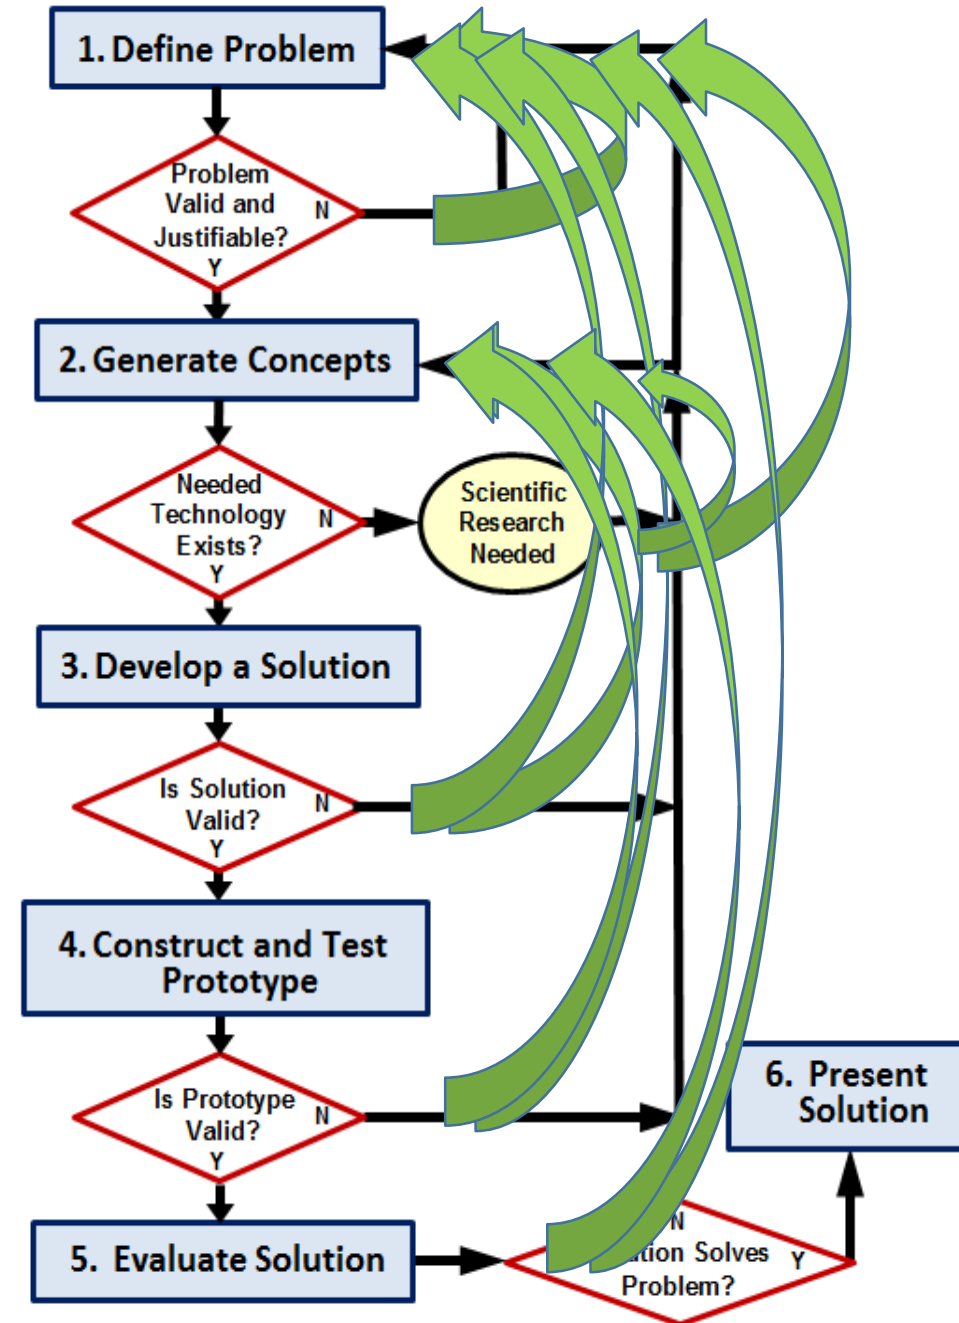 1. Define Problem
Problem
Valid and
Justifiable?
N
Y
2. Generate Concepts
Needed
Technology
Exists?
N
Y
Scientific
Research
Needed
3. Develop a Solution
Is Solution
Valid?
N
Y
4. Construct and Test
Prototype
Is Prototype
Valid?
N
Y
6. Present
Solution
5. Evaluate Solution
N
Solves
Problem?
Y